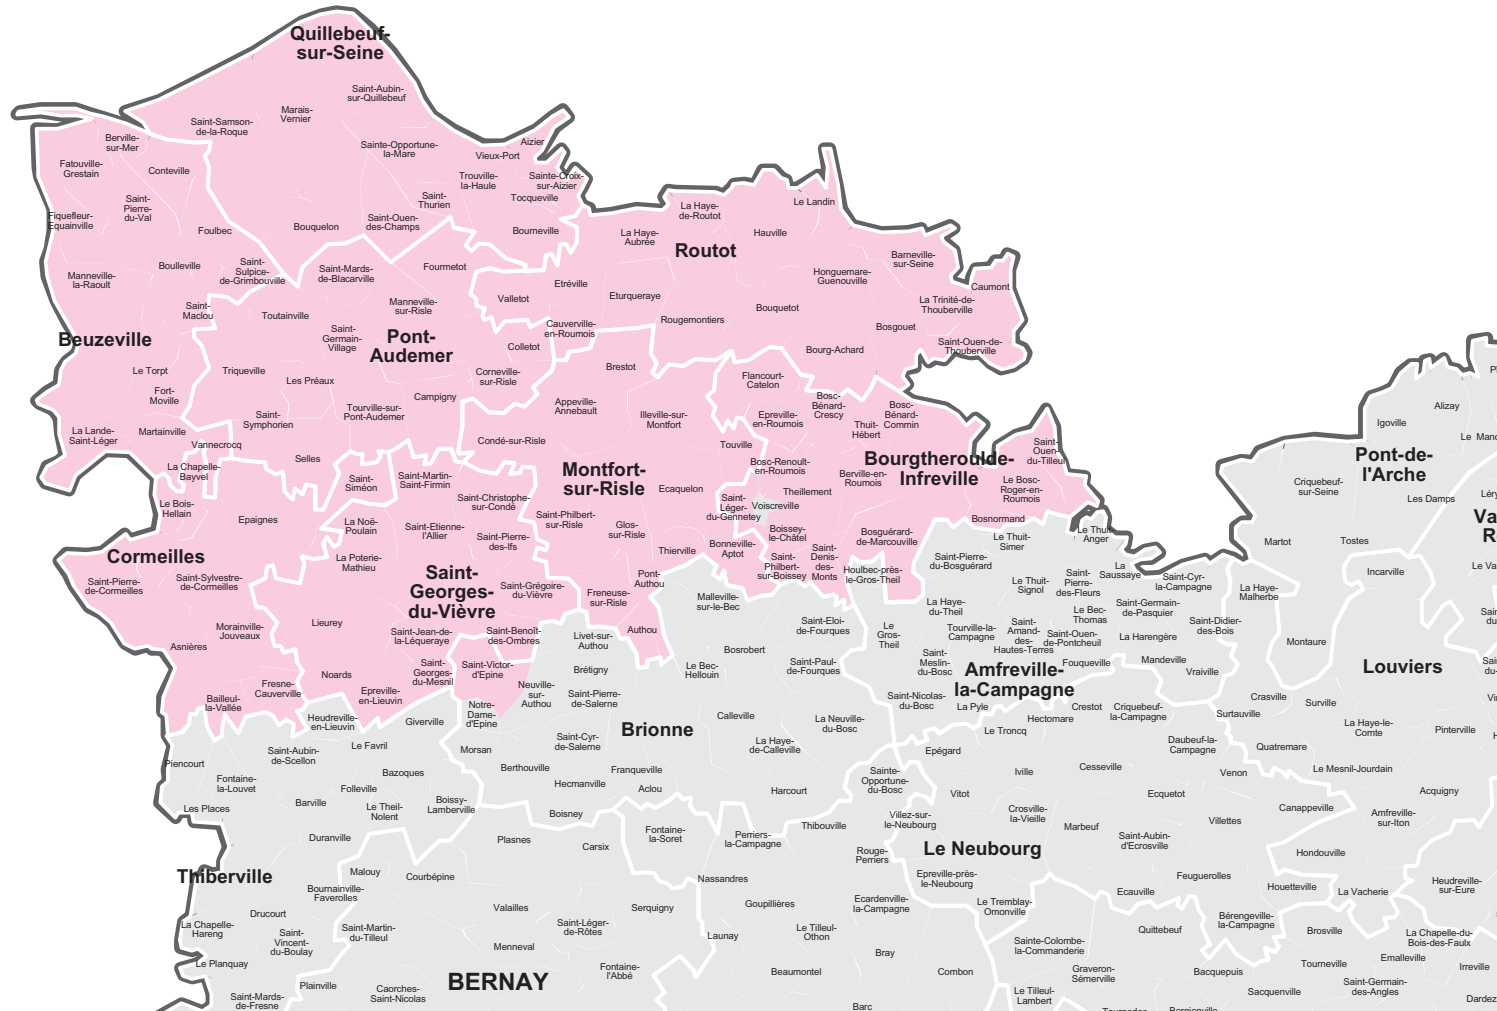 Quillebeuf-
sur-Seine
Saint-Aubin-
sur-Quillebeuf
Marais-
Vernier
Saint-Samson-
de-la-Roque
Berville-
sur-Mer
Fatouville-
Grestain
Conteville
Sainte-Opportune-
la-Mare
Aizier
Vieux-Port
Trouville-
la-Haule
Sainte-Croix-
sur-Aizier
Tocqueville
Saint-
Thurien
Saint-
Pierre-
du-Val
Fiquefleur-
Equainville
Foulbec
Bouquelon
Saint-Ouen-
des-Champs
Bourneville
La Haye-
de-Routot
Le Landin
La Haye-
Aubrée
Hauville
Routot
Barneville-
sur-Seine
Boulleville
Saint-
Sulpice-
de-Grimbouville
Saint-Mards-
de-Blacarville
Fourmetot
Manneville-
la-Raoult
Etréville
Honguemare-
Guenouville
Caumont
Valletot
Eturqueraye
Manneville-
sur-Risle
Saint-
Maclou
Toutainville
Bouquetot
La Trinité-de-
Thouberville
Rougemontiers
Cauverville-
en-Roumois
Bosgouet
Beuzeville
Saint-
Germain-
Village
Pont-
Audemer
Colletot
Bourg-Achard
Saint-Ouen-de-
Thouberville
Le Torpt
Triqueville
Les Préaux
Corneville-
sur-Risle
Brestot
Flancourt-
Catelon
Fort-
Moville
Campigny
Tourville-sur-
Pont-Audemer
Appeville-
Annebault
Illeville-sur-
Montfort
Epreville-
en-Roumois
Bosc-
Bénard-
Crescy
Bosc-
Bénard-
Commin
Thuit-
Hébert
La Lande-
Saint-Léger
Martainville
Saint-
Symphorien
Vannecrocq
Condé-sur-Risle
Touville
Saint-
Ouen-
du-Tilleul
Selles
La Chapelle-
Bayvel
Saint-
Siméon
Saint-Martin-
Saint-Firmin
Montfort-
sur-Risle
Bosc-Renoult-
en-Roumois
Berville-en-
Roumois
Bourgtheroulde-
Infreville
Le Bosc-
Roger-en-
Roumois
Ecaquelon
Theillement
Saint-
Léger-
du-Gennetey
Voiscreville
Bosnormand
Le Bois-
Hellain
Epaignes
Saint-Christophe-
sur-Condé
La Noë-
Poulain
Saint-Etienne-
l'Allier
Saint-Philbert-
sur-Risle
Glos-
sur-Risle
Saint-Pierre-
des-Ifs
Thierville
Bonneville-
Aptot
Boissey-
le-Châtel
Bosguérard-
de-Marcouville
Saint-
Philbert-
sur-Boissey
Saint-
Denis-
des-
Monts
Houlbec-près-
le-Gros-Theil
Cormeilles
La Poterie-
Mathieu
Saint-
Georges-
du-Vièvre
Saint-Pierre-
de-Cormeilles
Saint-Sylvestre-
de-Cormeilles
Saint-Grégoire-
du-Vièvre
Pont-
Authou
Freneuse-
sur-Risle
Malleville-
sur-le-Bec
Morainville-
Jouveaux
Lieurey
Saint-Jean-de-
la-Léqueraye
Saint-Benoît-
des-Ombres
Livet-sur-
Authou
Authou
Asnières
Noards
Saint-
Georges-
du-Mesnil
Saint-Victor-
d'Epine
Brétigny
Fresne-
Cauverville
Epreville-
en-Lieuvin
Bailleul-
la-Vallée
Heudreville-
en-Lieuvin
Giverville
Notre-
Dame-
d'Epine
Neuville-
sur-
Authou
Saint-Pierre-
de-Salerne
Le Bec-
Hellouin
Bosrobert
Saint-Eloi-
de-Fourques
Saint-Paul-
de-Fourques
Le
Gros-
Theil
Saint-Pierre-
du-Bosguérard
Le Thuit-
Simer
Le Thuit-
Anger
Le Thuit-
Signol
Saint-
Pierre-
des-Fleurs
La
Saussaye
Saint-Cyr-
la-Campagne
La Haye-
du-Theil
Tourville-la-
Campagne
Saint-
Amand-
des-
Hautes-Terres
Le Bec-
Thomas
Saint-Ouen-
de-Pontcheuil
Saint-Germain-
de-Pasquier
La Harengère
Saint-Didier-
des-Bois
Saint-
Meslin-
du-Bosc
Amfreville-
la-Campagne
Fouqueville
Mandeville
Vraiville
Saint-Nicolas-
du-Bosc
La Pyle
Hectomare
Crestot
Criquebeuf-
la-Campagne
Le Troncq
Surtauville
Crasville
Surville
Alizay
Igoville
Le Mano
Pont-de-
l'Arche
Criquebeuf-
sur-Seine
Les Damps
Léry
Va
R
Martot
Tostes
Incarville
Le Va
La Haye-
Malherbe
Montaure
Louviers
La Haye-le-
Comte
Pinterville
Piencourt
Saint-Aubin-
de-Scellon
Le Favril
Morsan
Saint-Cyr-
de-Salerne
Brionne
Calleville
La Neuville-
du-Bosc
La Haye-
de-Calleville
Epégard
Daubeuf-la-
Campagne
Quatremare
Fontaine-
la-Louvet
Bazoques
Folleville
Berthouville
Hecmanville
Franqueville
Aclou
Harcourt
Sainte-
Opportune-
du-Bosc
Iville
Vitot
Cesseville
Ecquetot
Venon
Le Mesnil-Jourdain
Acquigny
Les Places
Barville
Le Theil-
Nolent
Boissy-
Lamberville
Boisney
Villez-sur-
le-Neubourg
Crosville-
la-Vieille
Marbeuf
Villettes
Canappeville
Amfreville-
sur-Iton
Duranville
Plasnes
Carsix
Fontaine-
la-Soret
Perriers-
la-Campagne
Thibouville
Rouge-
Perriers
Le Neubourg
Saint-Aubin-
d'Ecrosville
Hondouville
Thiberville
Malouy
Courbépine
Nassandres
Epreville-près-
le-Neubourg
Feuguerolles
Houetteville
La Vacherie
Heudreville-
sur-Eure
Bournainville-
Faverolles
Drucourt
Valailles
Serquigny
Goupillières
Ecardenville-
la-Campagne
Le Tremblay-
Omonville
Ecauville
Bérengeville-
la-Campagne
Brosville
La Chapelle-du-
Bois-des-Faulx
La Chapelle-
Hareng
Saint-
Vincent-
du-Boulay
Saint-Martin-
du-Tilleul
Menneval
Saint-Léger-
de-Rôtes
Launay
Le Tilleul-
Othon
Quittebeuf
Bray
Sainte-Colombe-
la-Commanderie
Le Planquay
Plainville
BERNAY
Fontaine-
l'Abbé
Beaumontel
Combon
Graveron-
Sémerville
Bacquepuis
Tourneville
Emalleville
Irreville
Saint-Mards-
de-Fresne
Caorches-
Saint-Nicolas
Barc
Le Tilleul-
Lambert
Sacquenville
Saint-Germain-
des-Angles
Dardez